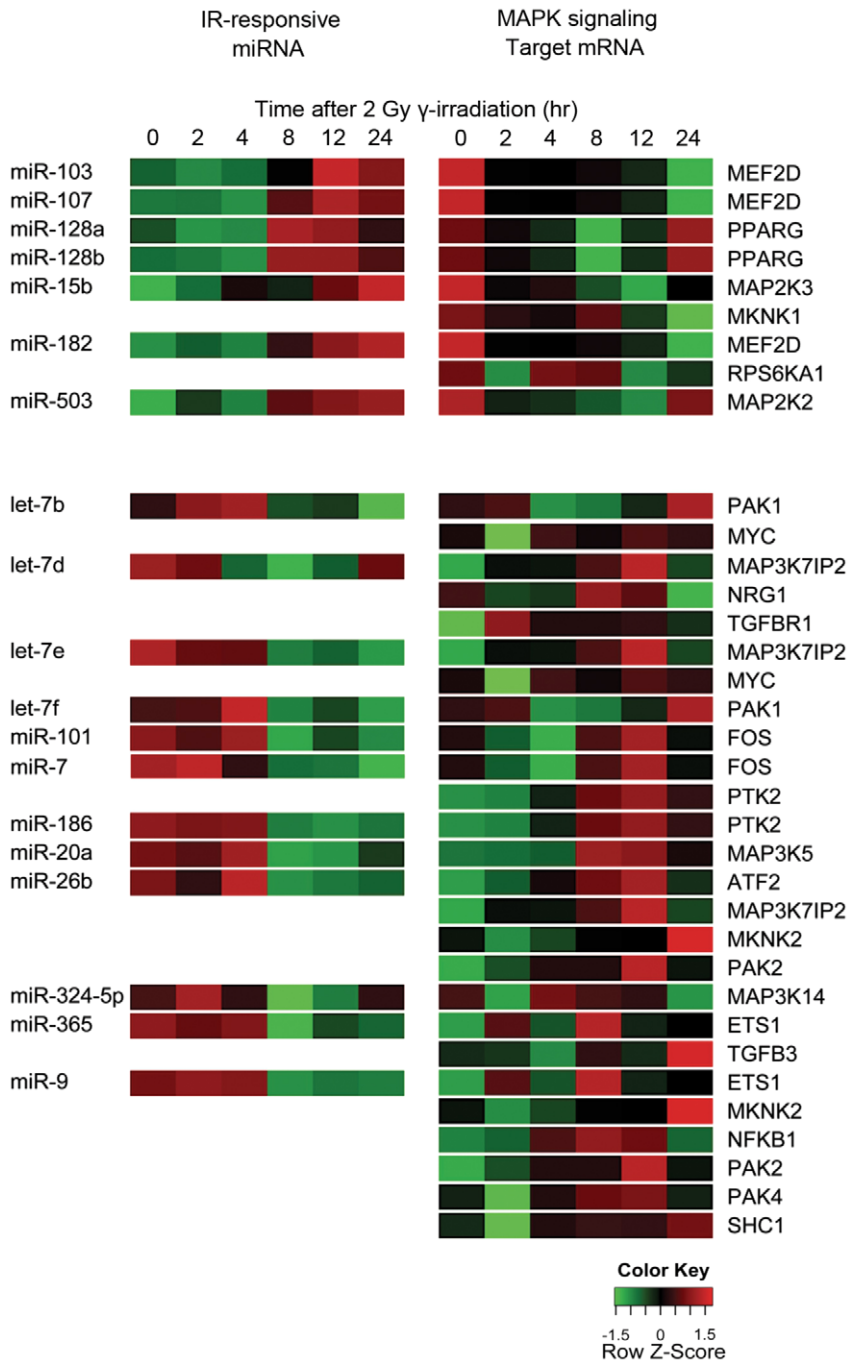 IR-responsive
miRNA
MAPK signaling
Target mRNA
Time after 2 Gy γ-irradiation (hr)
0 2 4 8 12 24 0 2 4 8 12 24
miR-103 MEF2D
miR-107 MEF2D
miR-128a PPARG
miR-128b PPARG
miR-15b MAP2K3
MKNK1
miR-182 MEF2D
RPS6KA1
miR-503 MAP2K2
let-7b PAK1
MYC
let-7d MAP3K7IP2
NRG1
TGFBR1
let-7e MAP3K7IP2
MYC
let-7f PAK1
miR-101 FOS
miR-7 FOS
PTK2
miR-186 PTK2
miR-20a MAP3K5
miR-26b ATF2
MAP3K7IP2
MKNK2
PAK2
miR-324-5p MAP3K14
miR-365 ETS1
TGFB3
miR-9 ETS1
MKNK2
NFKB1
PAK2
PAK4
SHC1
Color Key
-1.5 0 1.5
Row Z-Score